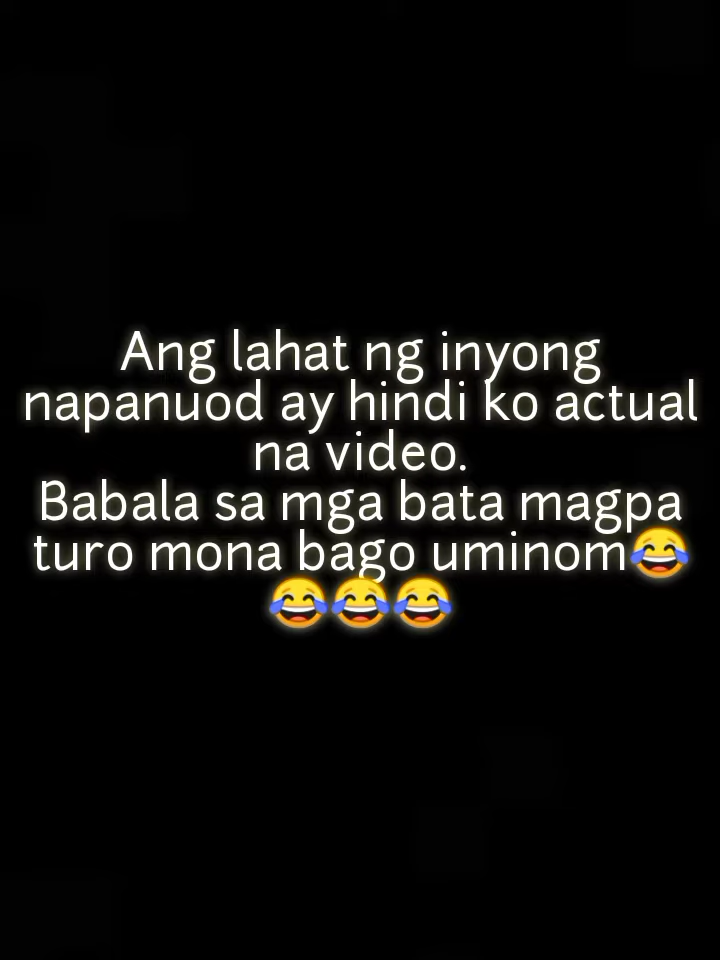 Ang lahat ng inyong
napanuod ay hindi ko actual
na video.
Babala sa mga bata magpa
turo mona bago uminom😂
😂😂😂